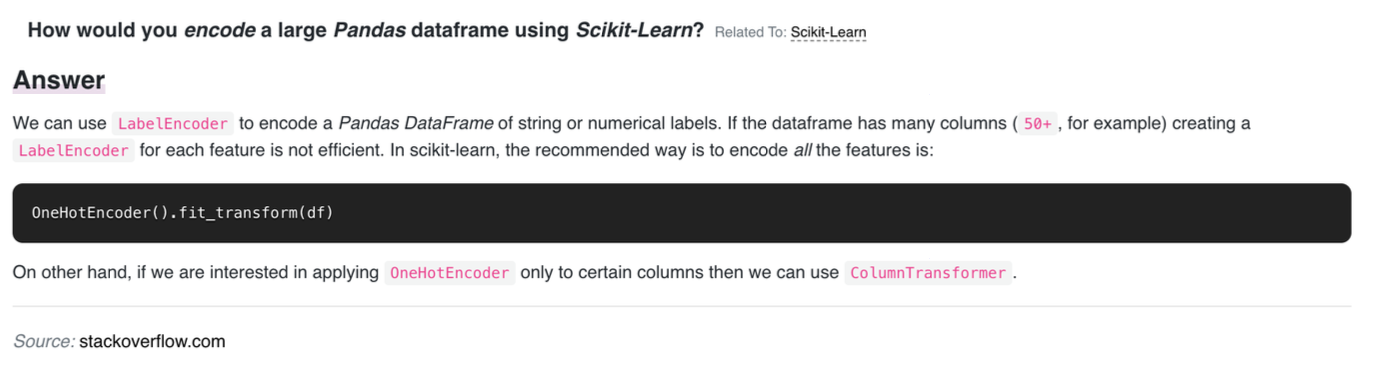 How would you encode a large Pandas dataframe using Scikit-Learn? Related To: Scikit-Learn
Answer
We can use LabelEncoder to encode a Pandas DataFrame of string or numerical labels. If the dataframe has many columns ( 50+ , for example) creating a
LabelEncoder for each feature is not efficient. In scikit-learn, the recommended way is to encode all the features is:
OneHotEncoder().fit_transform(df)
On other hand, if we are interested in applying OneHotEncoder only to certain columns then we can use ColumnTransformer .
Source: stackoverflow.com